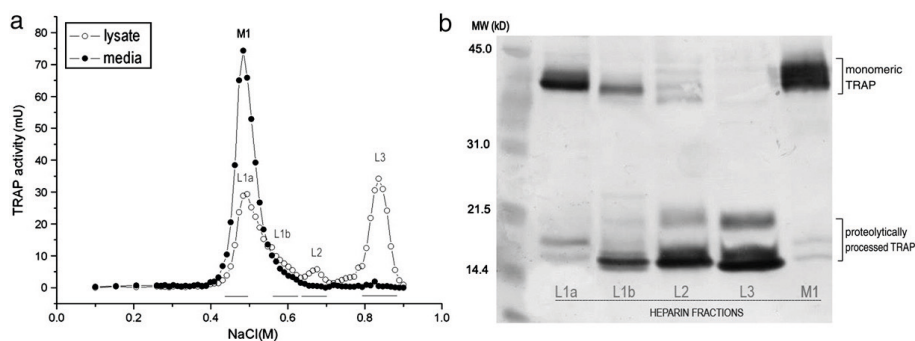 a
lysate
media
M1
L1a
L1b
L2
L3
TRAP activity (mU)
80
70
60
50
40
30
20
10
0
0.0 0.2 0.4 0.6 0.8 1.0
NaCl(M)
b
MW (kD)
45.0
31.0
21.5
14.4
monomeric
TRAP
proteolytically
processed TRAP
L1a L1b L2 L3 M1
HEPARIN FRACTIONS